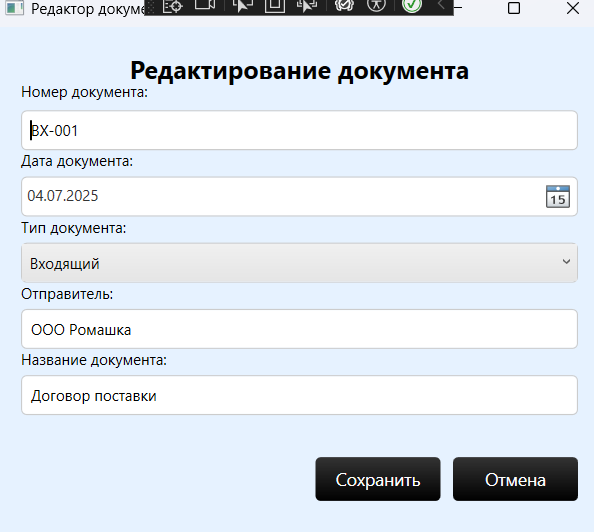 Редактор докуме
Редактирование документа
Номер документа:
ВХ-001
Дата документа:
04.07.2025
15
Тип документа:
Входящий
Отправитель:
ООО Ромашка
Название документа:
Договор поставки
Сохранить
Отмена